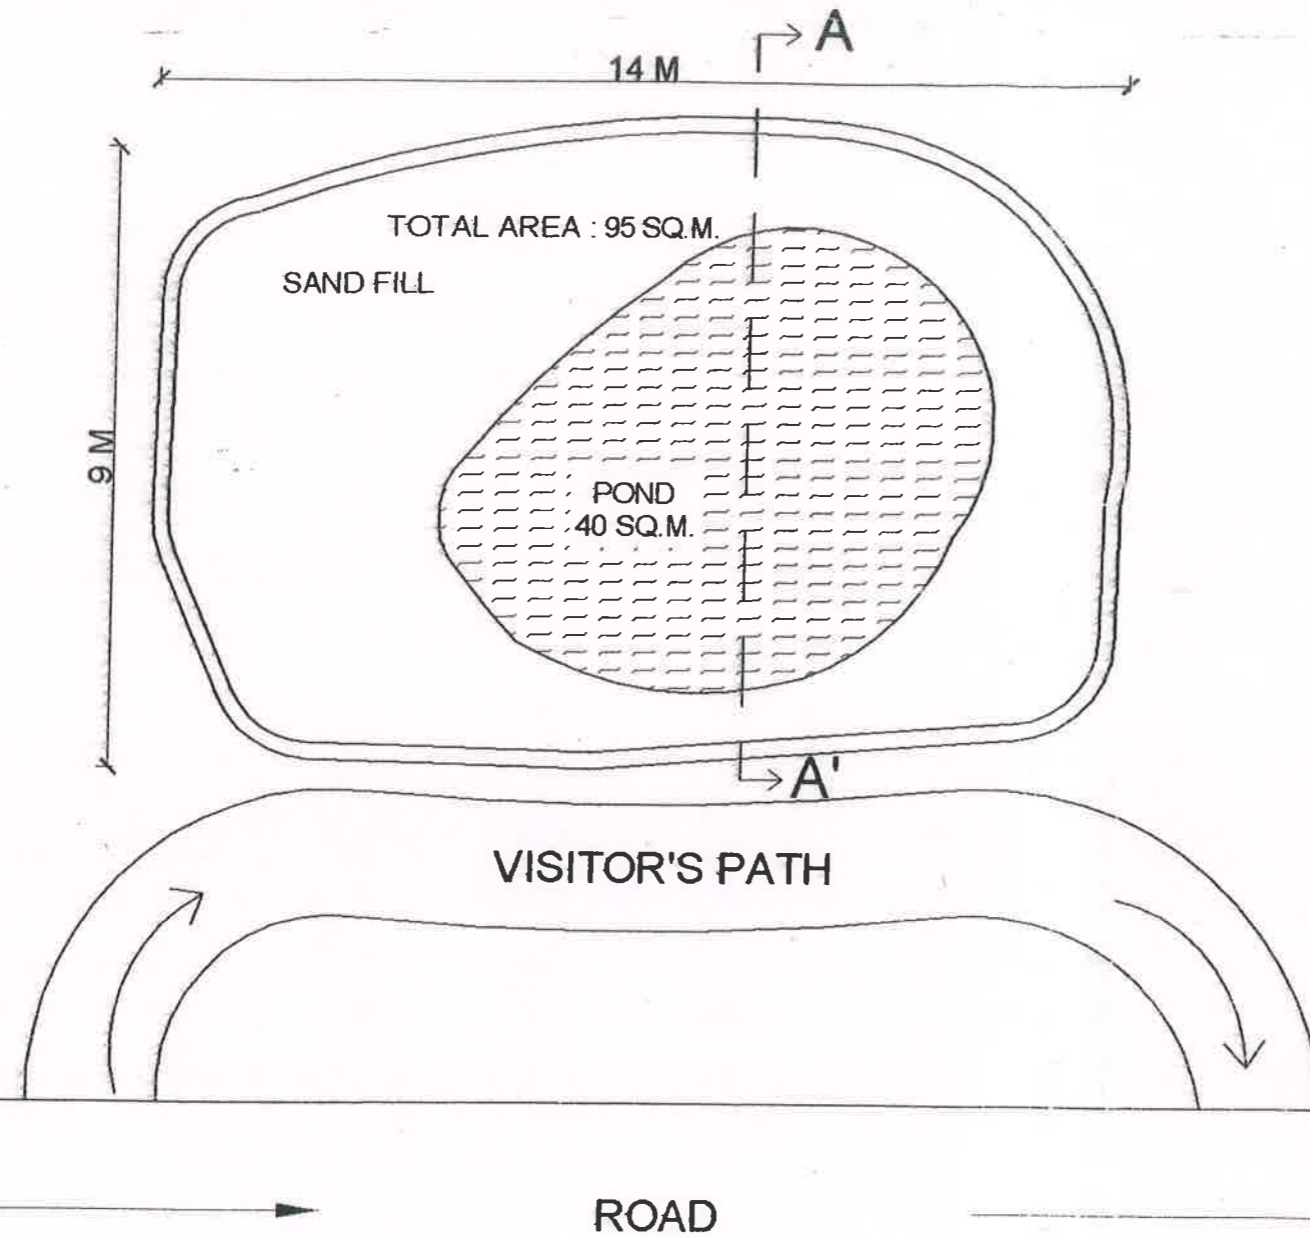 A
14 M
TOTAL AREA : 95 SQ.M.
SAND FILL
9 M
POND
40 SQ.M.
A'
VISITOR'S PATH
ROAD